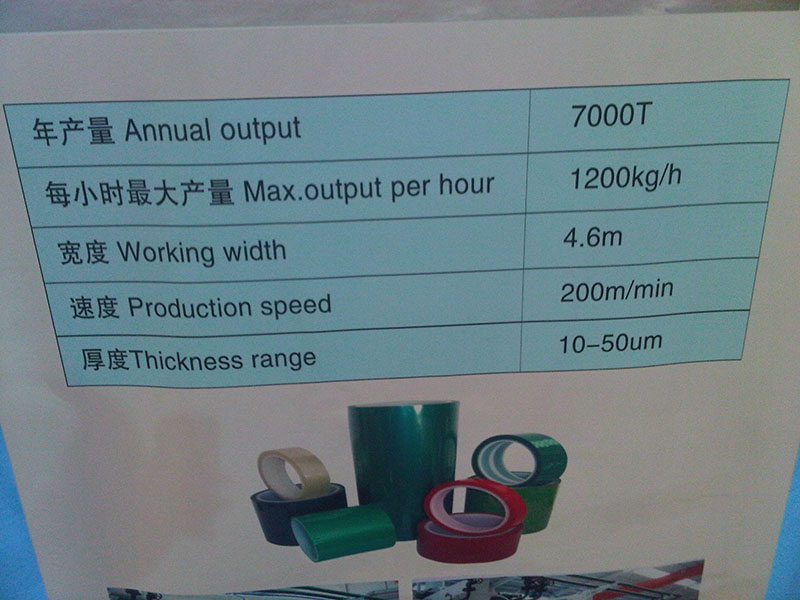 年产量 Annual output 7000T
每小时最大产量 Max.output per hour 1200kg/h
宽度 Working width 4.6m
速度 Production speed 200m/min
厚度Thickness range 10-50um